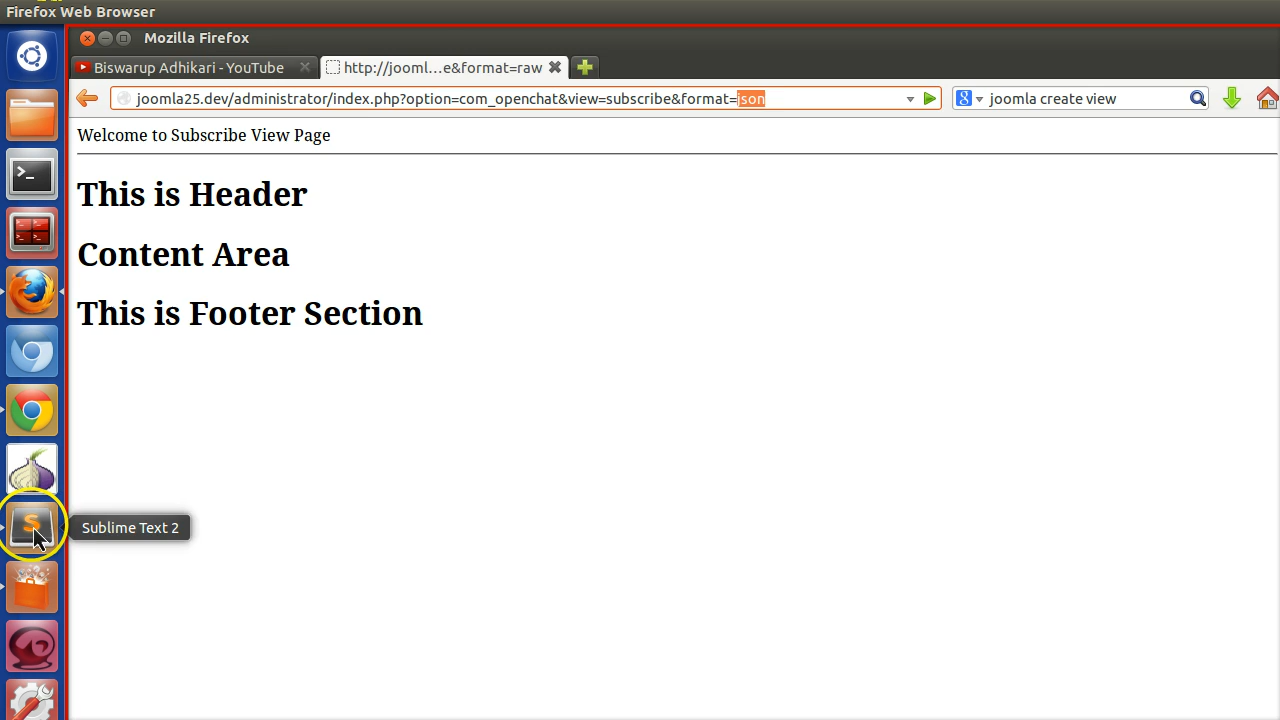 Firefox Web Browser
Mozilla Firefox
Biswarup Adhikari - YouTube
http://jooml...e&format=raw
joomla25.dev/administrator/index.php?option=com_openchat&view=subscribe&format=json
joomla create view
Welcome to Subscribe View Page
This is Header
Content Area
This is Footer Section
Sublime Text 2